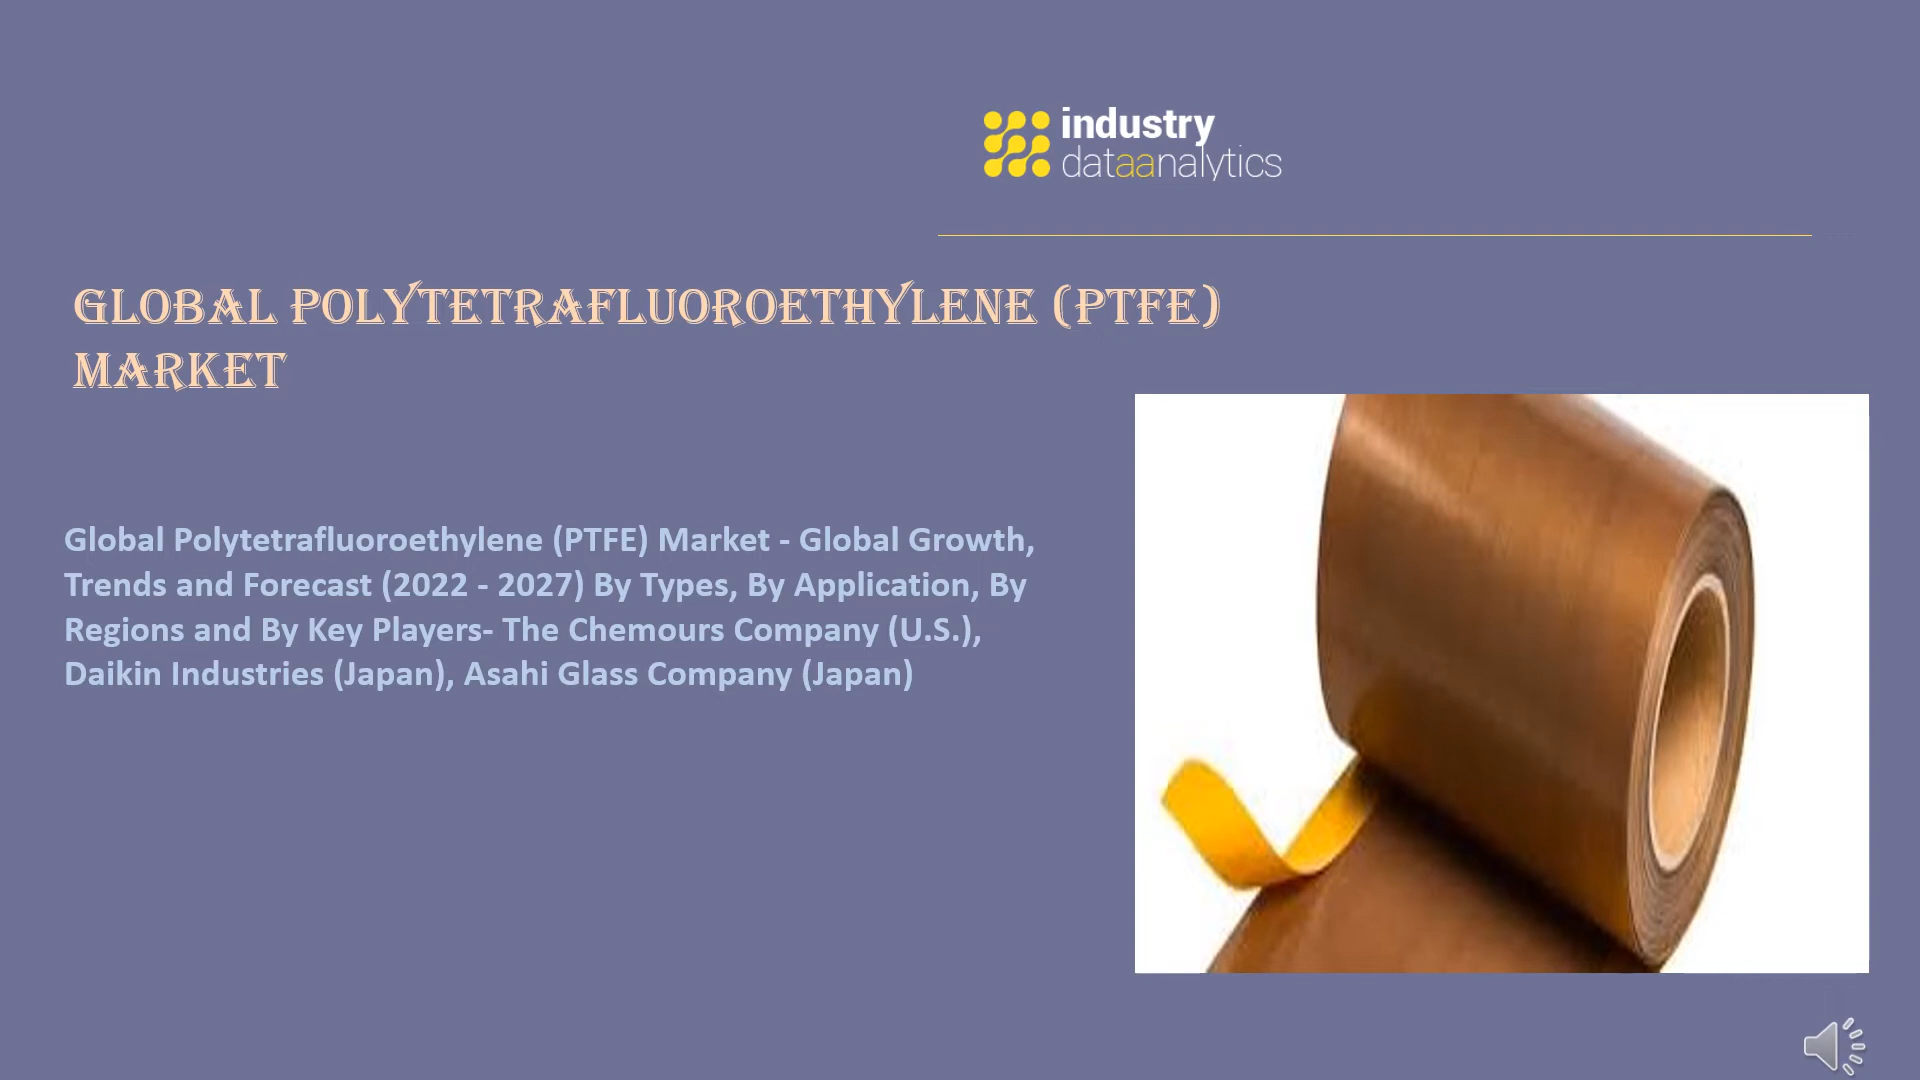 industry
dataanalytics
GLOBAL POLYTETRAFLUOROETHYLENE (PTFE)
MARKET
Global Polytetrafluoroethylene (PTFE) Market - Global Growth,
Trends and Forecast (2022 - 2027) By Types, By Application, By
Regions and By Key Players- The Chemours Company (U.S.),
Daikin Industries (Japan), Asahi Glass Company (Japan)